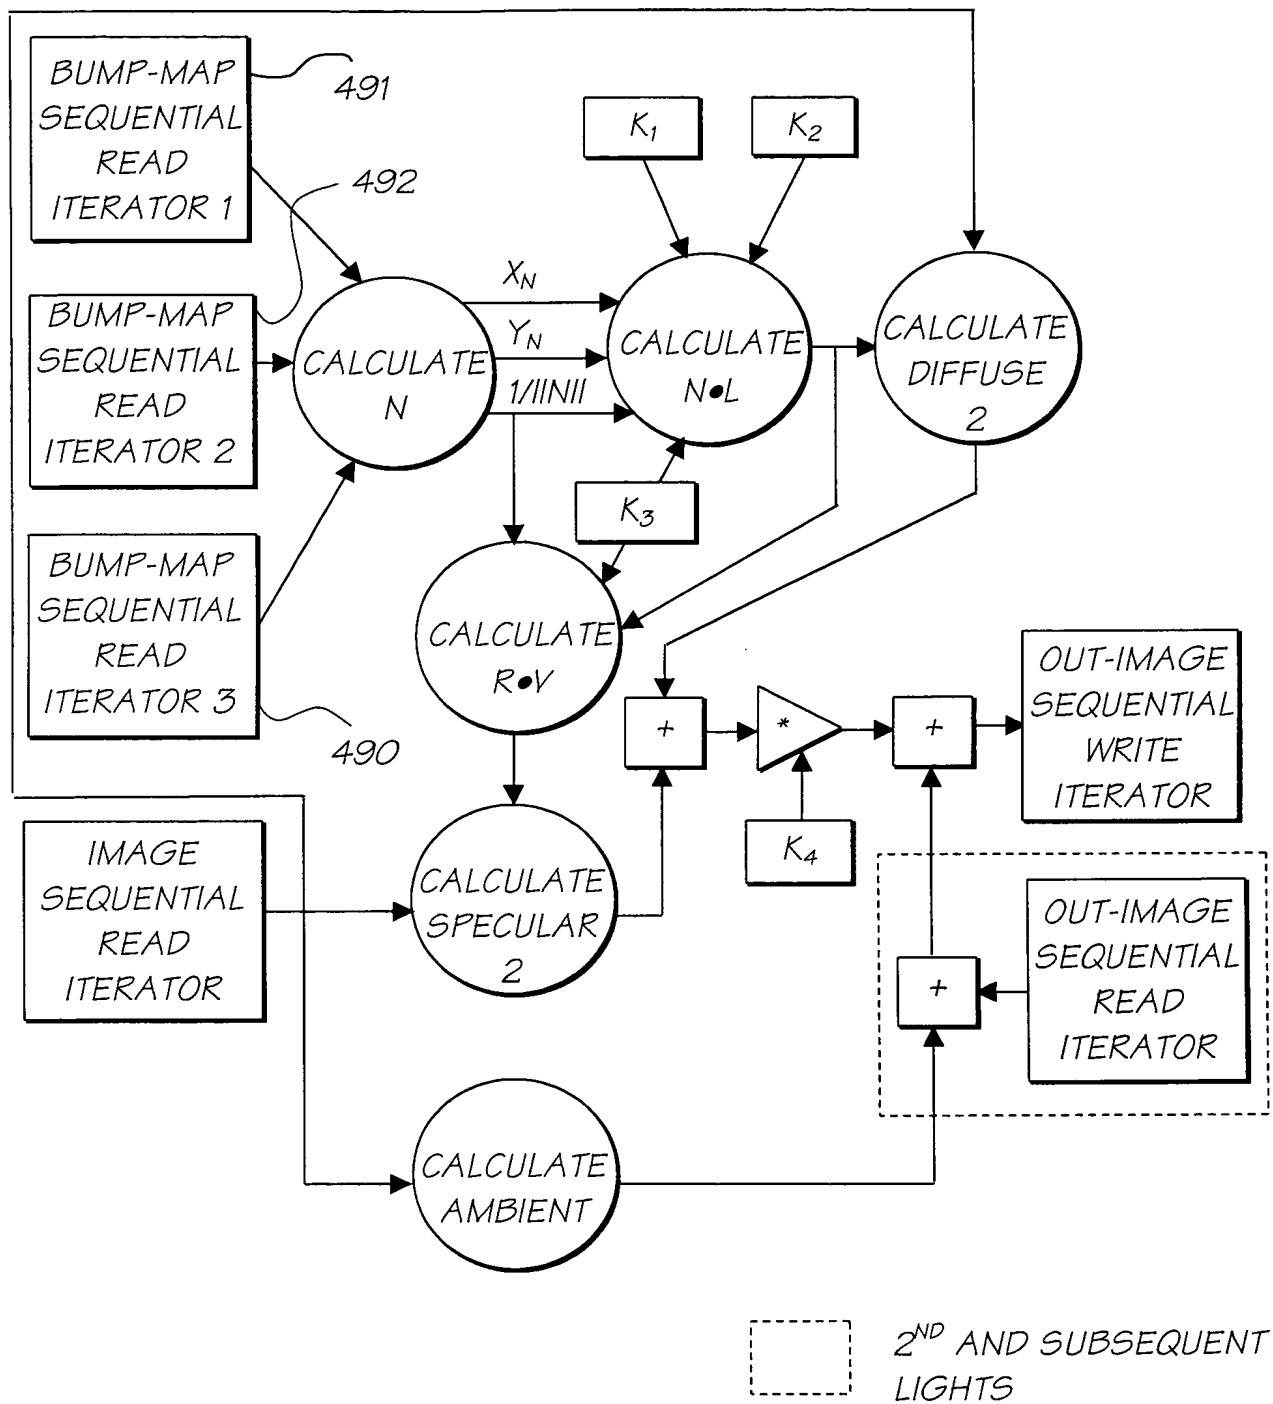 BUMP-MAP
SEQUENTIAL
READ
ITERATOR 1
491
K1
K2
492
BUMP-MAP
SEQUENTIAL
READ
ITERATOR 2
CALCULATE
N
XN
YN
1/||N||
CALCULATE
N●L
CALCULATE
DIFFUSE
2
K3
BUMP-MAP
SEQUENTIAL
READ
ITERATOR 3
490
CALCULATE
R●V
+
*
+
OUT-IMAGE
SEQUENTIAL
WRITE
ITERATOR
K4
IMAGE
SEQUENTIAL
READ
ITERATOR
CALCULATE
SPECULAR
2
+
OUT-IMAGE
SEQUENTIAL
READ
ITERATOR
CALCULATE
AMBIENT
2ND AND SUBSEQUENT
LIGHTS